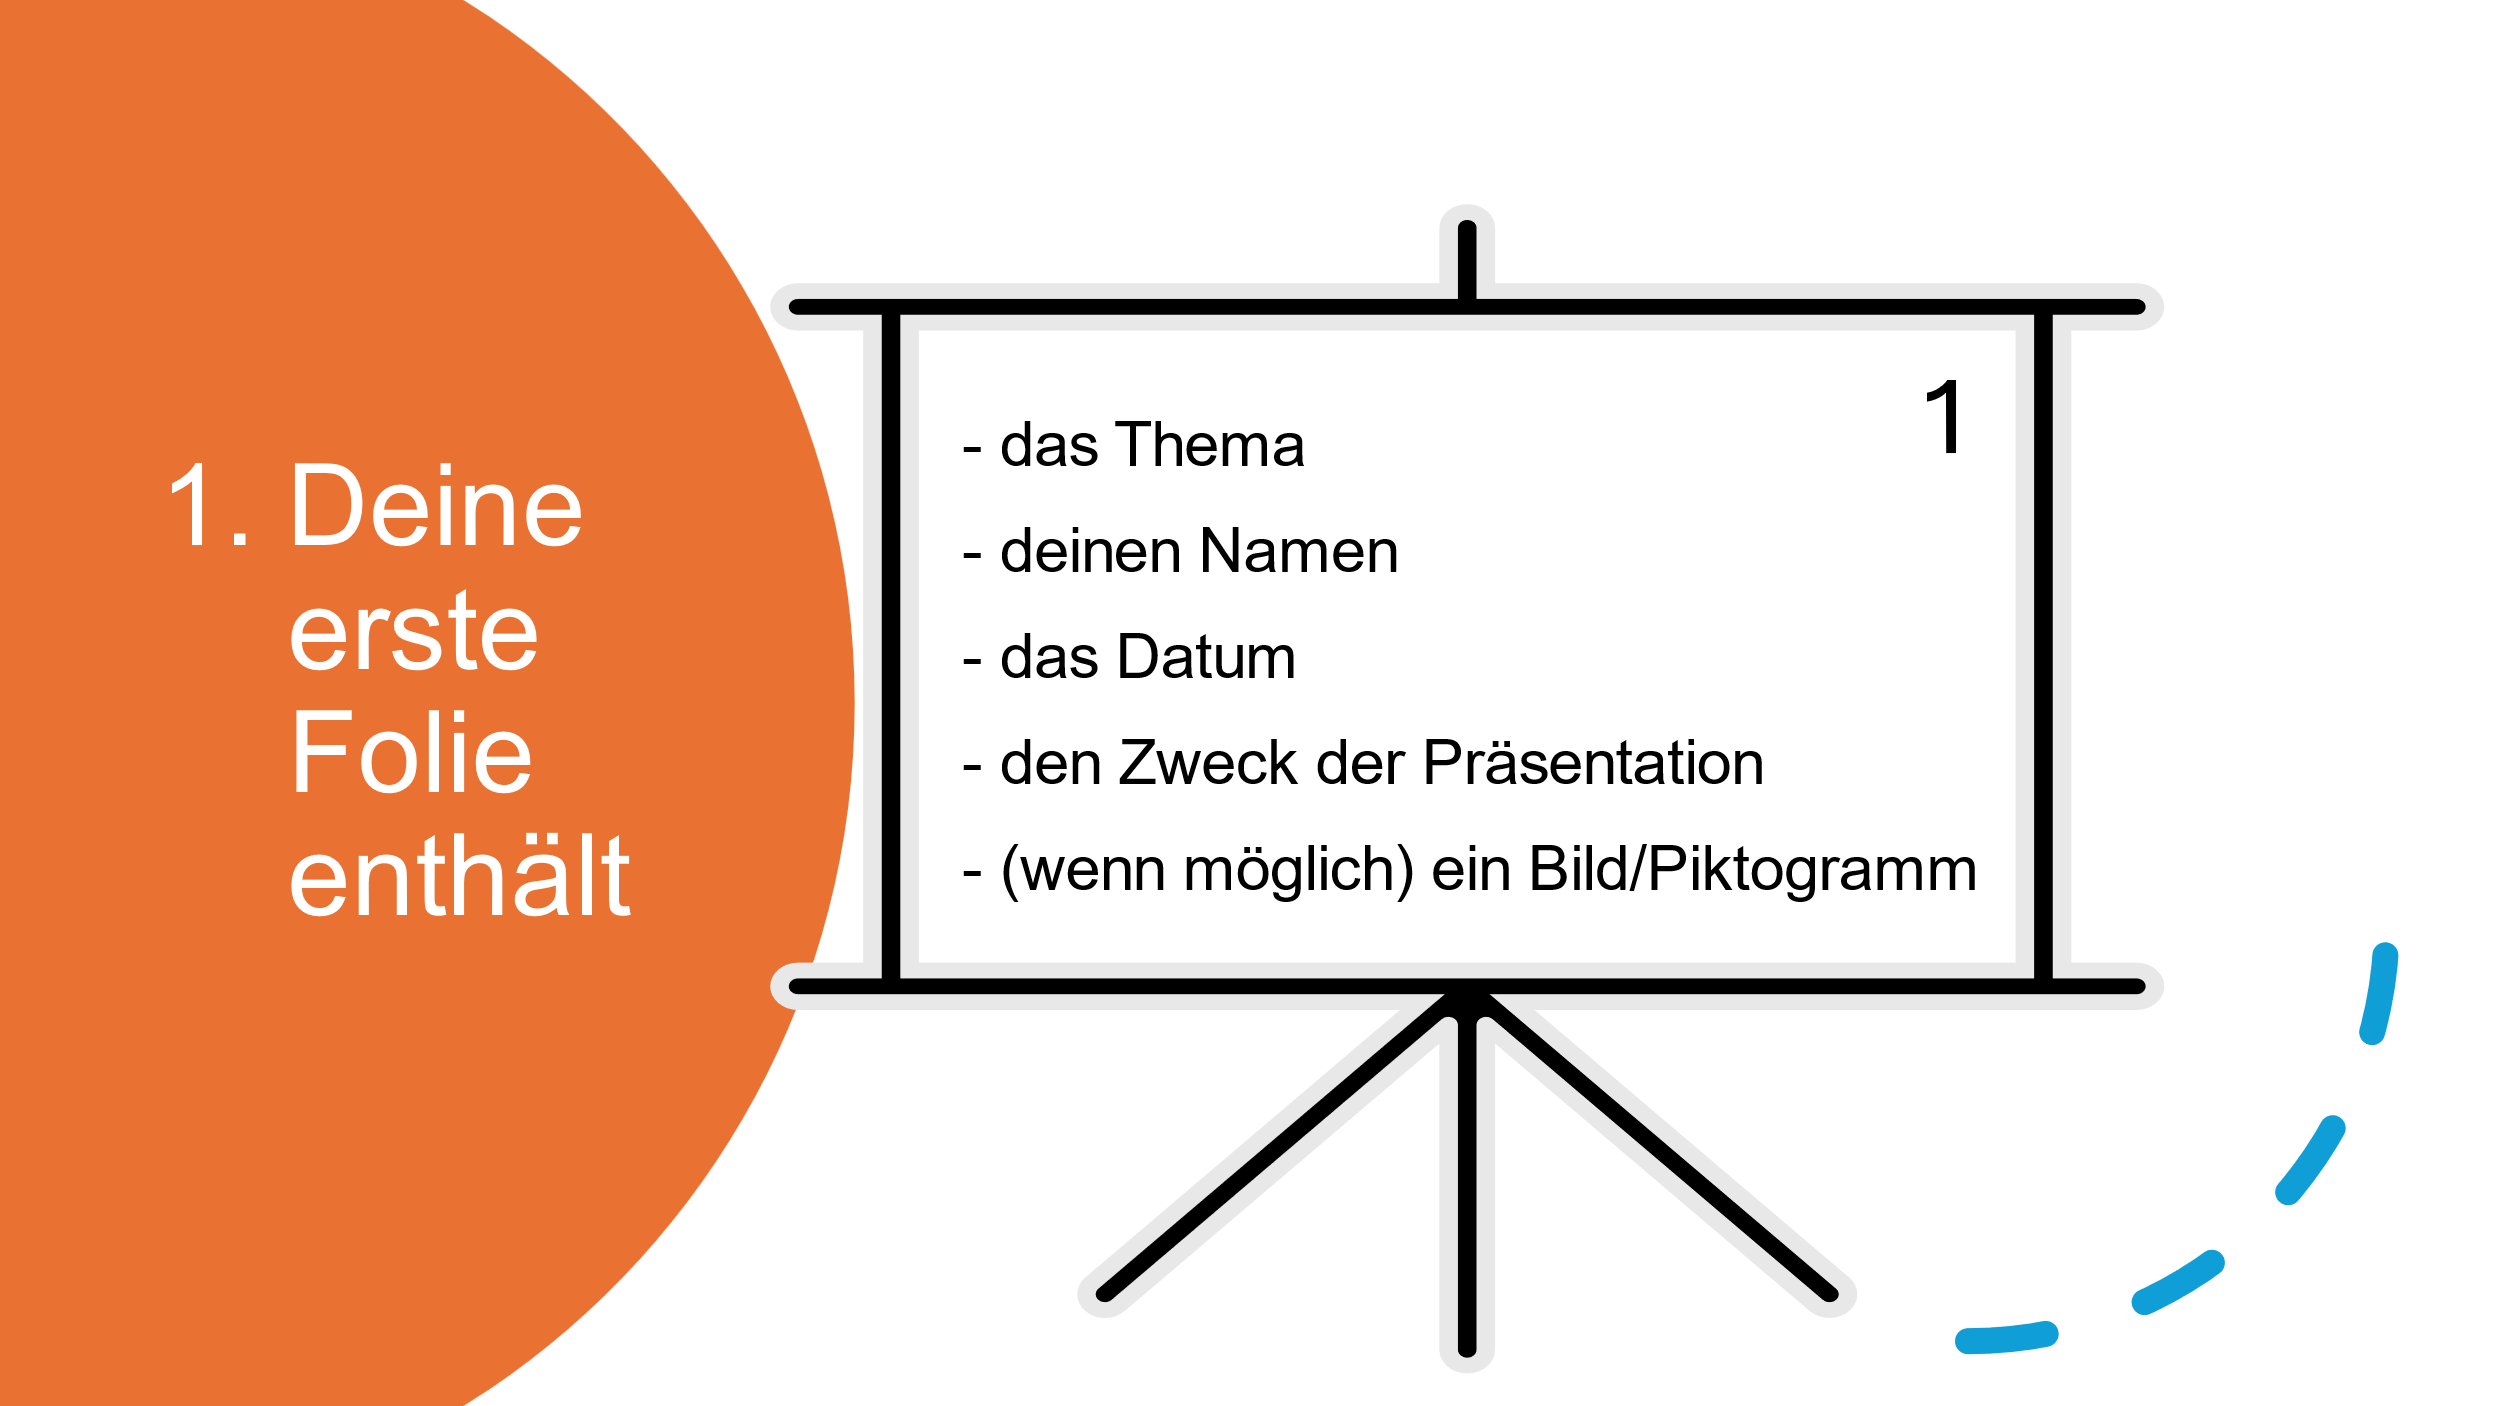 1. Deine
erste
Folie
enthält
1
- das Thema
- deinen Namen
- das Datum
- den Zweck der Präsentation
- (wenn möglich) ein Bild/Piktogramm